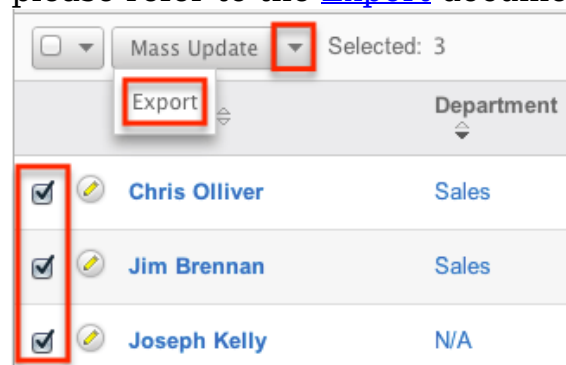 please refer to the Export docume
Mass Update Selected: 3
Export Department
Chris Olliver Sales
Jim Brennan Sales
Joseph Kelly N/A